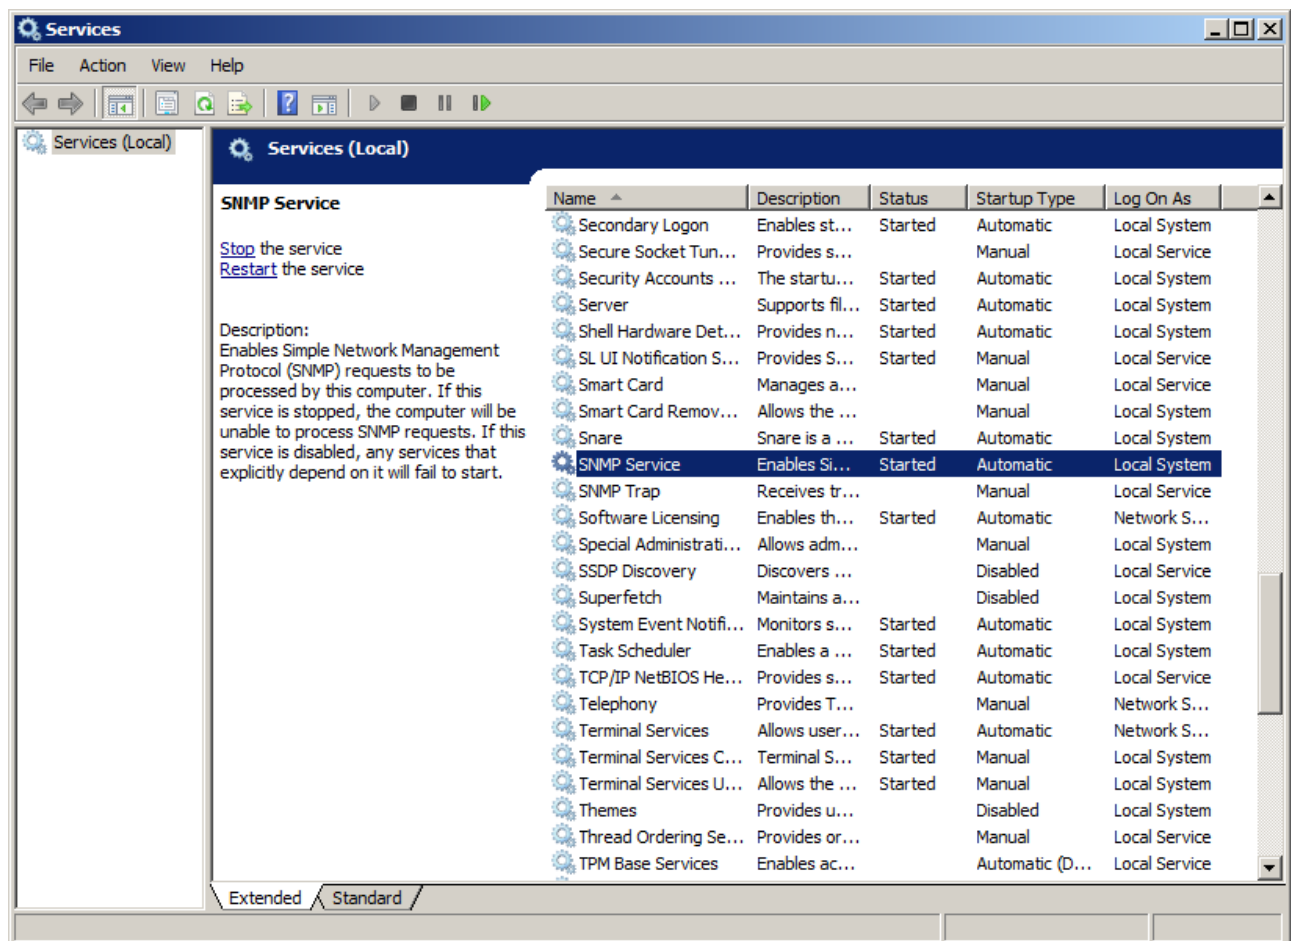 Services
File Action View Help
Services (Local)
Services (Local)
SNMP Service
Stop the service
Restart the service
Description:
Enables Simple Network Management
Protocol (SNMP) requests to be
processed by this computer. If this
service is stopped, the computer will be
unable to process SNMP requests. If this
service is disabled, any services that
explicitly depend on it will fail to start.
Name Description Status Startup Type Log On As
Secondary Logon Enables st... Started Automatic Local System
Secure Socket Tun... Provides s... Manual Local Service
Security Accounts ... The startu... Started Automatic Local System
Server Supports fil... Started Automatic Local System
Shell Hardware Det... Provides n... Started Automatic Local System
SL UI Notification S... Provides S... Started Manual Local Service
Smart Card Manages a... Manual Local Service
Smart Card Remov... Allows the ... Manual Local System
Snare Snare is a ... Started Automatic Local System
SNMP Service Enables Si... Started Automatic Local System
SNMP Trap Receives tr... Manual Local Service
Software Licensing Enables th... Started Automatic Network S...
Special Administrati... Allows adm... Manual Local System
SSDP Discovery Discovers ... Disabled Local Service
Superfetch Maintains a... Disabled Local System
System Event Notifi... Monitors s... Started Automatic Local System
Task Scheduler Enables a ... Started Automatic Local System
TCP/IP NetBIOS He... Provides s... Started Automatic Local Service
Telephony Provides T... Manual Network S...
Terminal Services Allows user... Started Automatic Network S...
Terminal Services C... Terminal S... Started Manual Local System
Terminal Services U... Allows the ... Started Manual Local System
Themes Provides u... Disabled Local System
Thread Ordering Se... Provides or... Manual Local Service
TPM Base Services Enables ac... Automatic (D... Local Service
Extended Standard